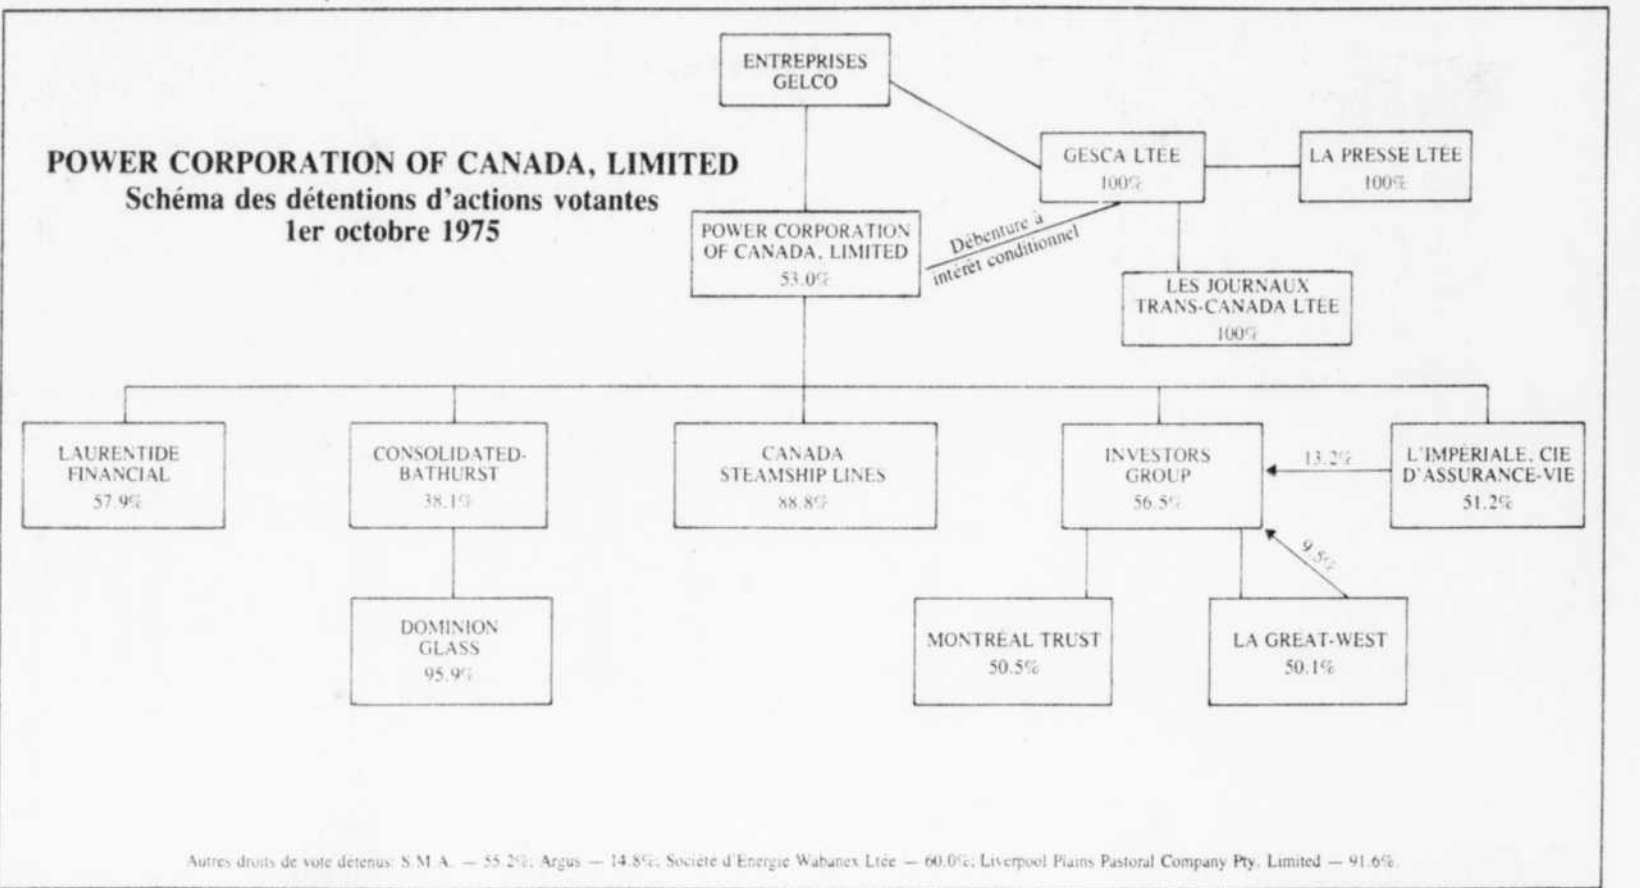 ENTREPRISES
GELCO
POWER CORPORATION OF CANADA, LIMITED
Schéma des détentions d'actions votantes
1er octobre 1975
GESCA LTÉE
100%
LA PRESSE LTÉE
100%
POWER CORPORATION
OF CANADA, LIMITED
53.0%
Débenture à
intérêt conditionnel
LES JOURNAUX
TRANS-CANADA LTÉE
100%
LAURENTIDE
FINANCIAL
57.9%
CONSOLIDATED-
BATHURST
38.1%
CANADA
STEAMSHIP LINES
88.8%
INVESTORS
GROUP
56.5%
13.2%
L'IMPÉRIALE, CIE
D'ASSURANCE-VIE
51.2%
9.5%
DOMINION
GLASS
95.9%
MONTRÉAL TRUST
50.5%
LA GREAT-WEST
50.1%
Autres droits de vote détenus: S.M.A. — 55.2%; Argus — 14.8%; Société d'Énergie Wabanex Ltée — 60.0%; Liverpool Plains Pastoral Company Pty. Limited — 91.6%.